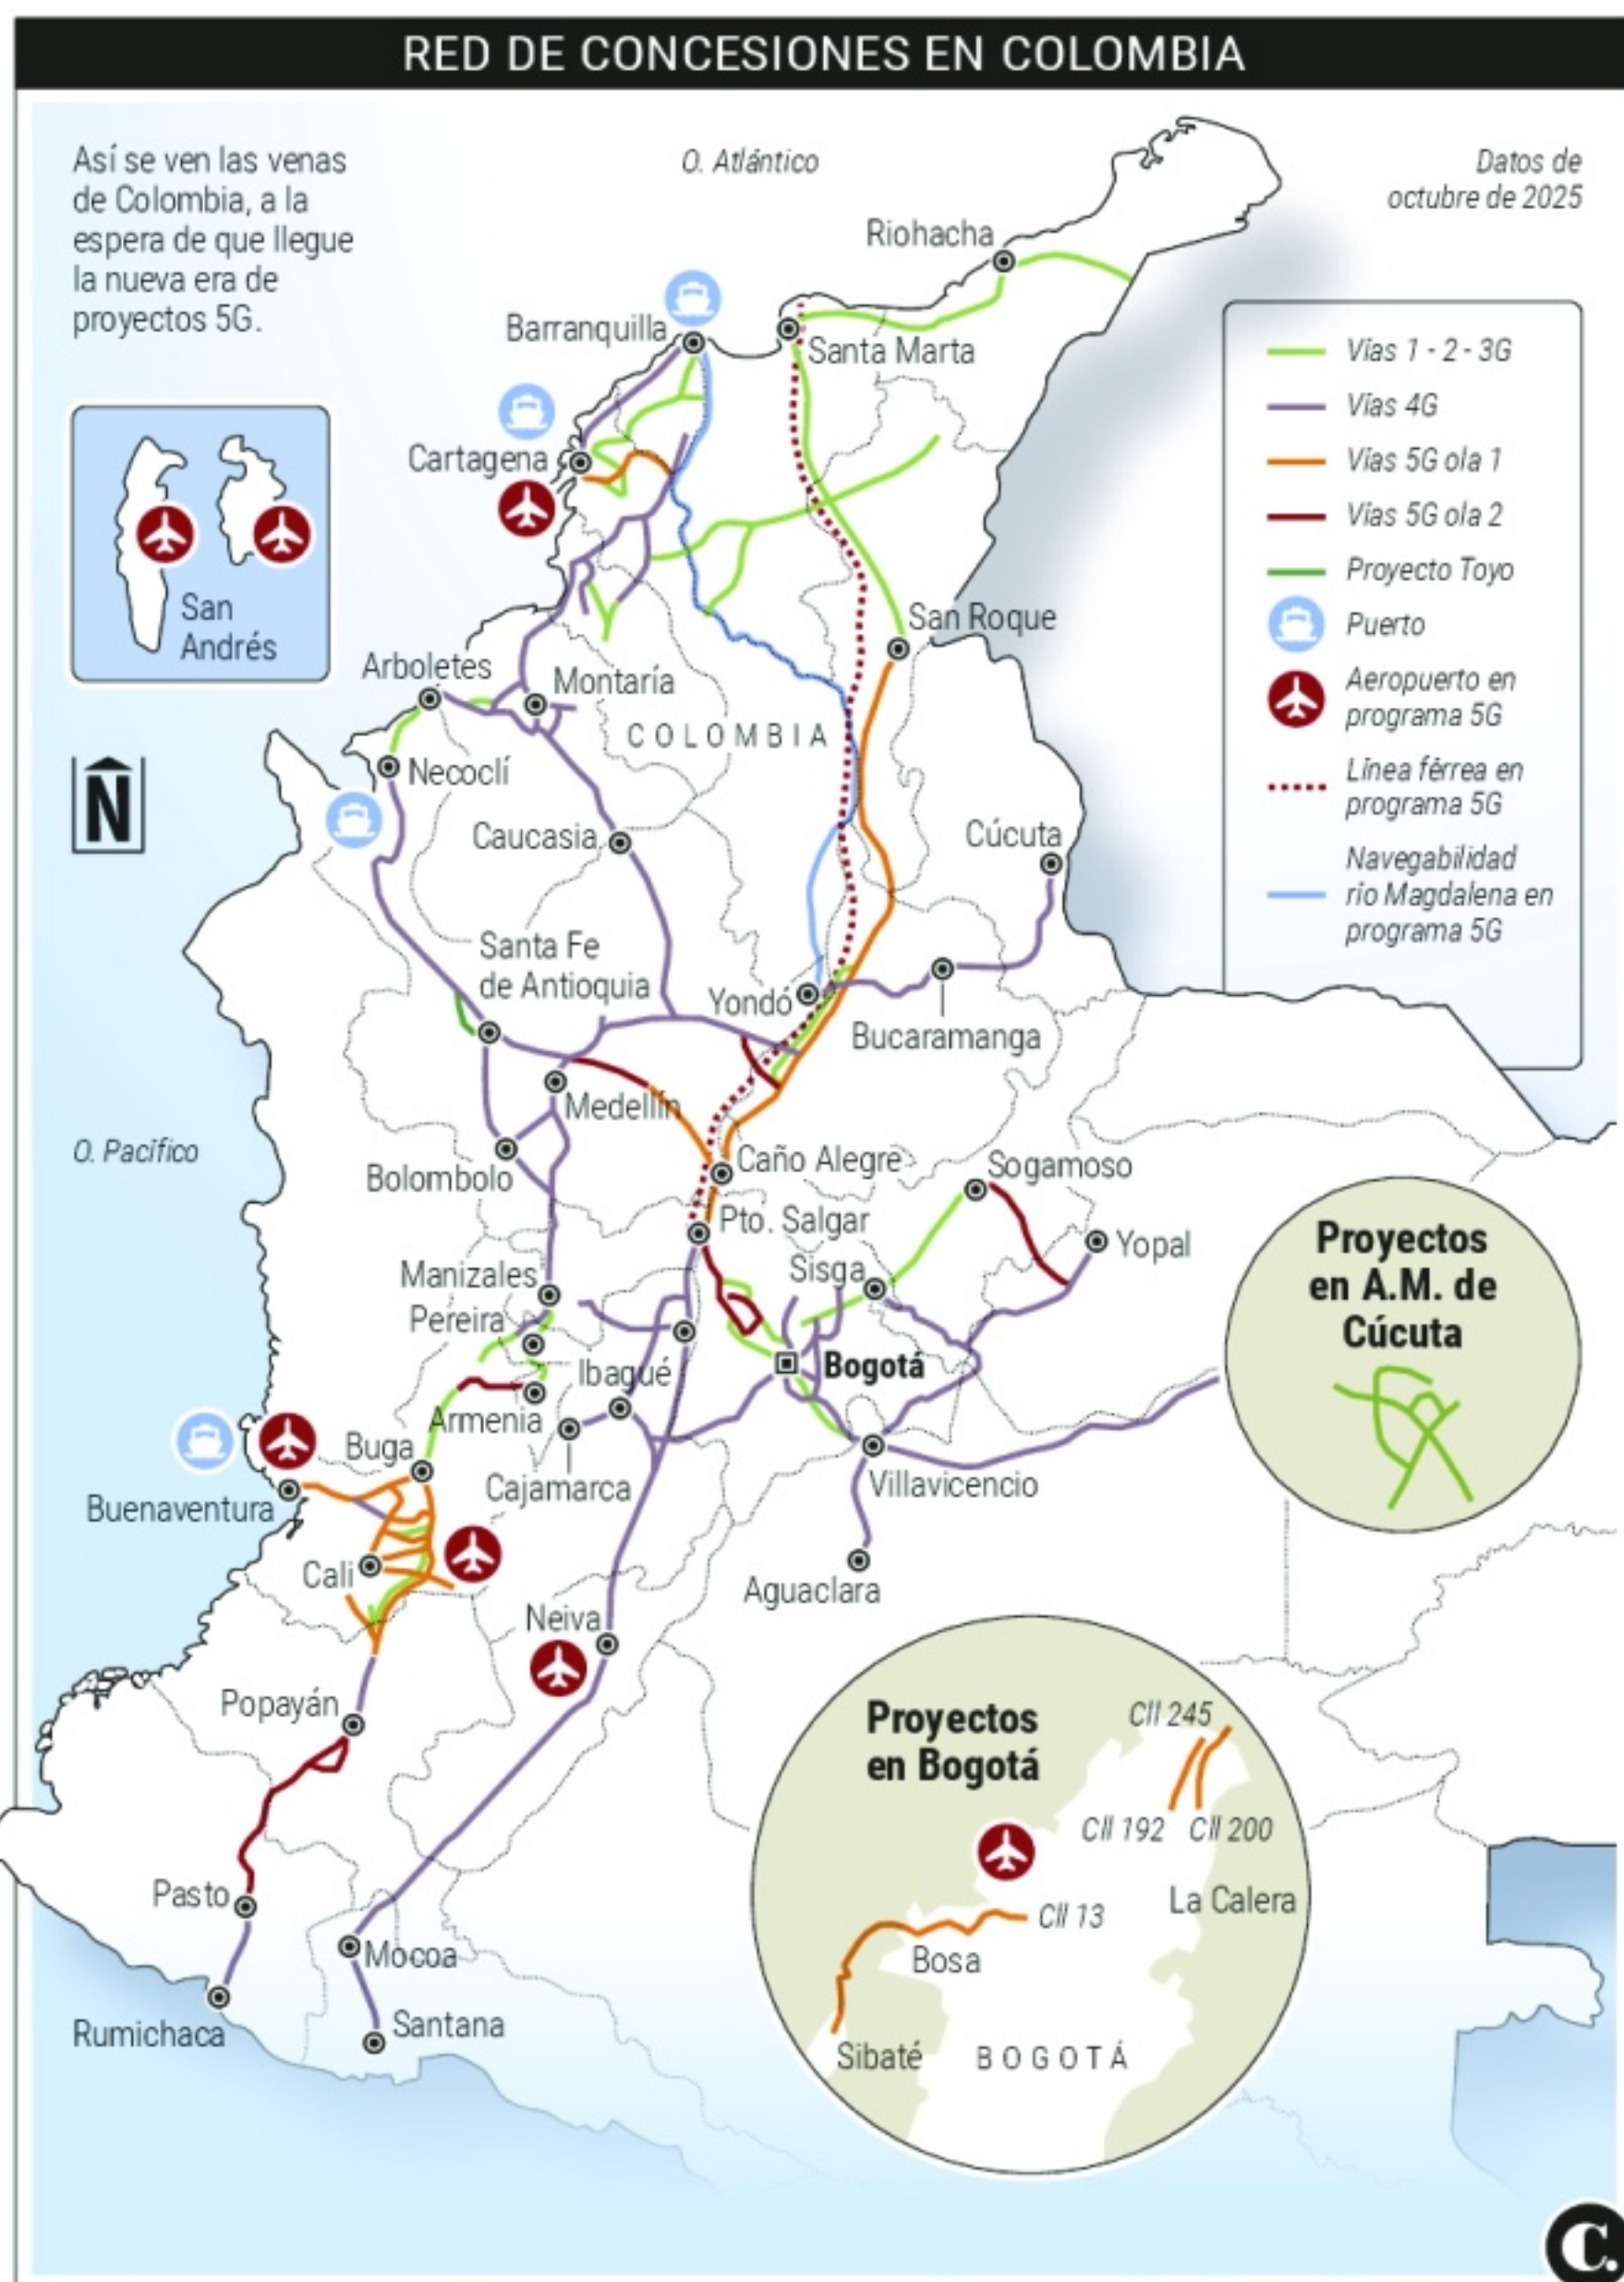 RED DE CONCESIONES EN COLOMBIA
Así se ven las venas
de Colombia, a la
espera de que llegue
la nueva era de
proyectos 5G.
O. Atlántico
Datos de
octubre de 2025
Riohacha
Barranquilla
Santa Marta
Cartagena
San
Andrés
Vías 1 - 2 - 3G
Vías 4G
Vías 5G ola 1
Vías 5G ola 2
Proyecto Toyo
Puerto
Aeropuerto en
programa 5G
Línea férrea en
programa 5G
Navegabilidad
río Magdalena en
programa 5G
San Roque
Arboletes
Montaría
COLOMBIA
N
Necoclí
Caucasia
Cúcuta
Santa Fe
de Antioquia
Yondó
Bucaramanga
Medellín
O. Pacífico
Bolombolo
Caño Alegre
Sogamoso
Pto. Salgar
Yopal
Sisga
Manizales
Pereira
Ibagué
Bogotá
Armenia
Buga
Cajamarca
Villavicencio
Buenaventura
Cali
Aguaclara
Neiva
Popayán
Pasto
Mocoa
Rumichaca
Santana
Proyectos
en A.M. de
Cúcuta
Proyectos
en Bogotá
Cll 245
Cll 192
Cll 200
La Calera
Cll 13
Bosa
Sibaté
BOGOTÁ
C.